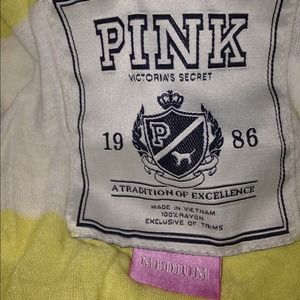 PINK
VICTORIA'S SECRET
19 P 86
A TRADITION OF EXCELLENCE
MADE IN VIETNAM
100% RAYON
EXCLUSIVE OF TRIMS
MEDIUM